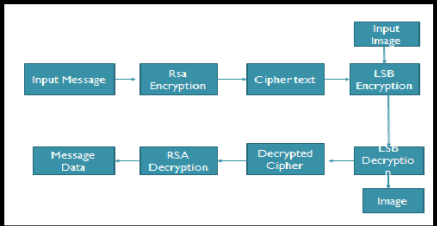 Input
Image
Input Message
Rsa
Encryption
Cipher text
LSB
Encryption
Message
Data
RSA
Decryption
Decrypted
Cipher
LSB
Decryptio
n
Image